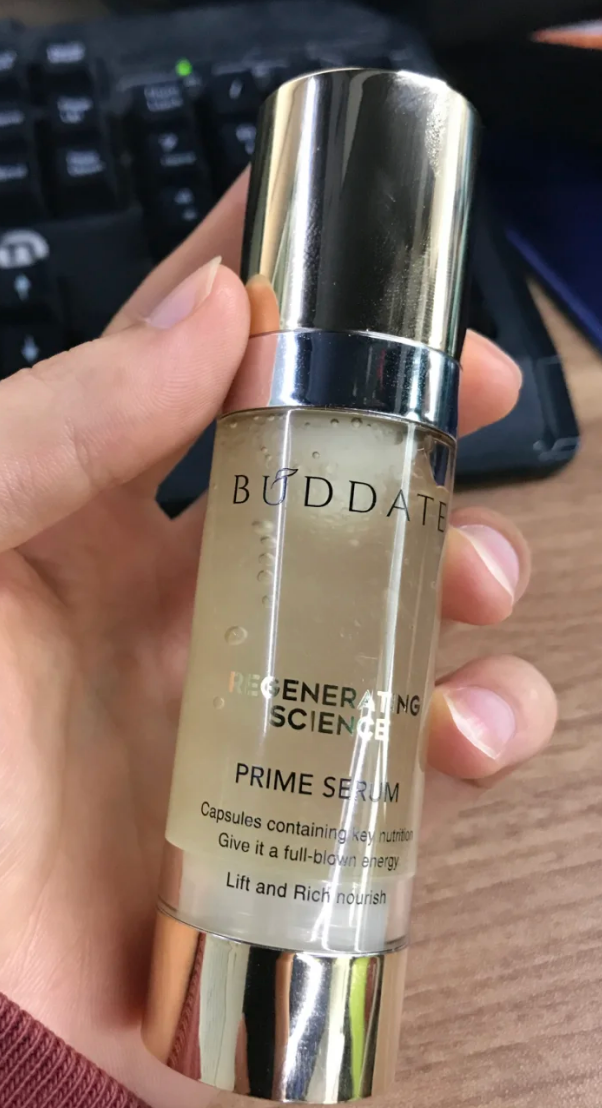 BUDDATE
REGENERATING
SCIENCE
PRIME SERUM
Capsules containing key nutrition
Give it a full-blown energy
Lift and Rich nourish